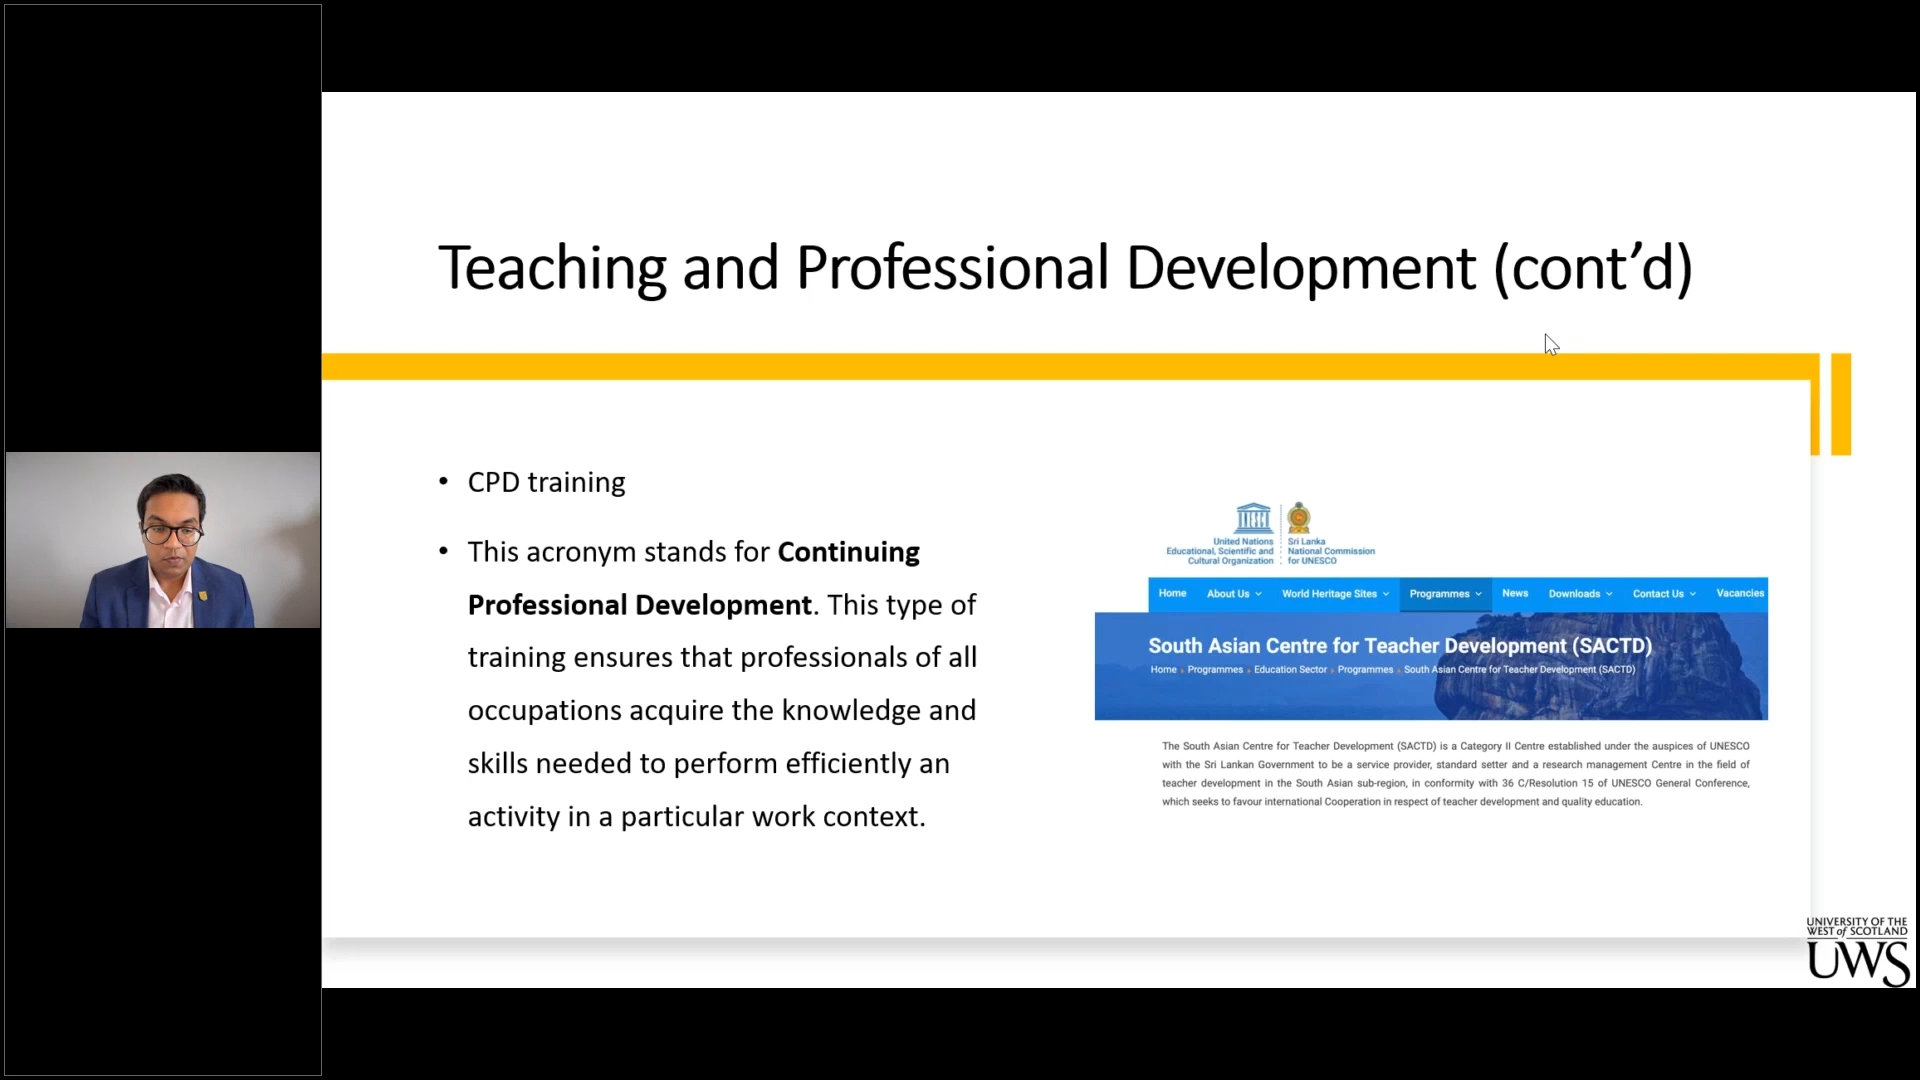 Teaching and Professional Development (cont’d)
• CPD training
• This acronym stands for Continuing
Professional Development. This type of
training ensures that professionals of all
occupations acquire the knowledge and
skills needed to perform efficiently an
activity in a particular work context.
United Nations
Educational, Scientific and
Cultural Organization
Sri Lanka
National Commission
for UNESCO
Home About Us World Heritage Sites Programmes News Downloads Contact Us Vacancies
South Asian Centre for Teacher Development (SACTD)
Home Programmes Education Sector Programmes South Asian Centre for Teacher Development (SACTD)
The South Asian Centre for Teacher Development (SACTD) is a Category II Centre established under the auspices of UNESCO
with the Sri Lankan Government to be a service provider, standard setter and a research management Centre in the field of
teacher development in the South Asian sub-region, in conformity with 36 C/Resolution 15 of UNESCO General Conference,
which seeks to favour international Cooperation in respect of teacher development and quality education.
UNIVERSITY OF THE
WEST of SCOTLAND
UWS